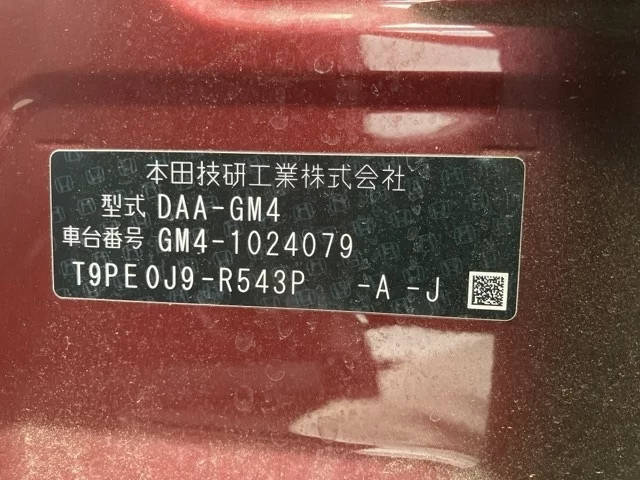 本田技研工業株式会社
型式 DAA-GM4
車台番号 GM4-1024079
T9PE0J9-R543P -A -J